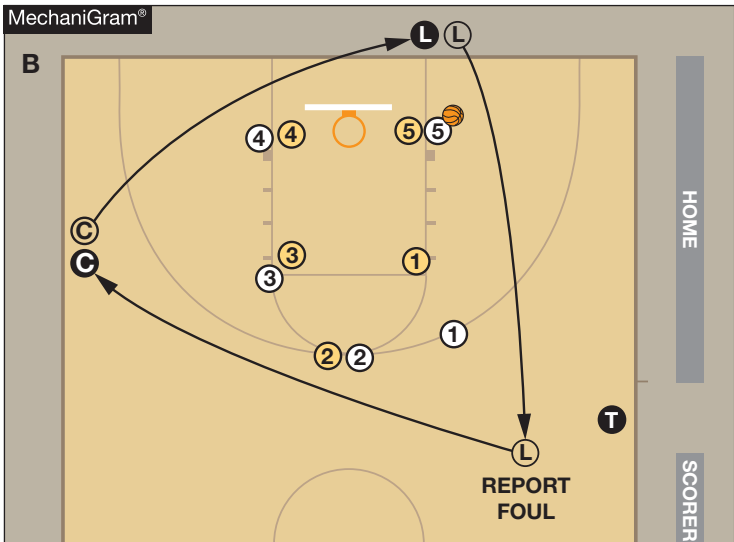 MechaniGram®
B
L L
4 4 5 5
C
C
3 3 1
1
2 2
T
L
REPORT
FOUL
HOME
SCORER